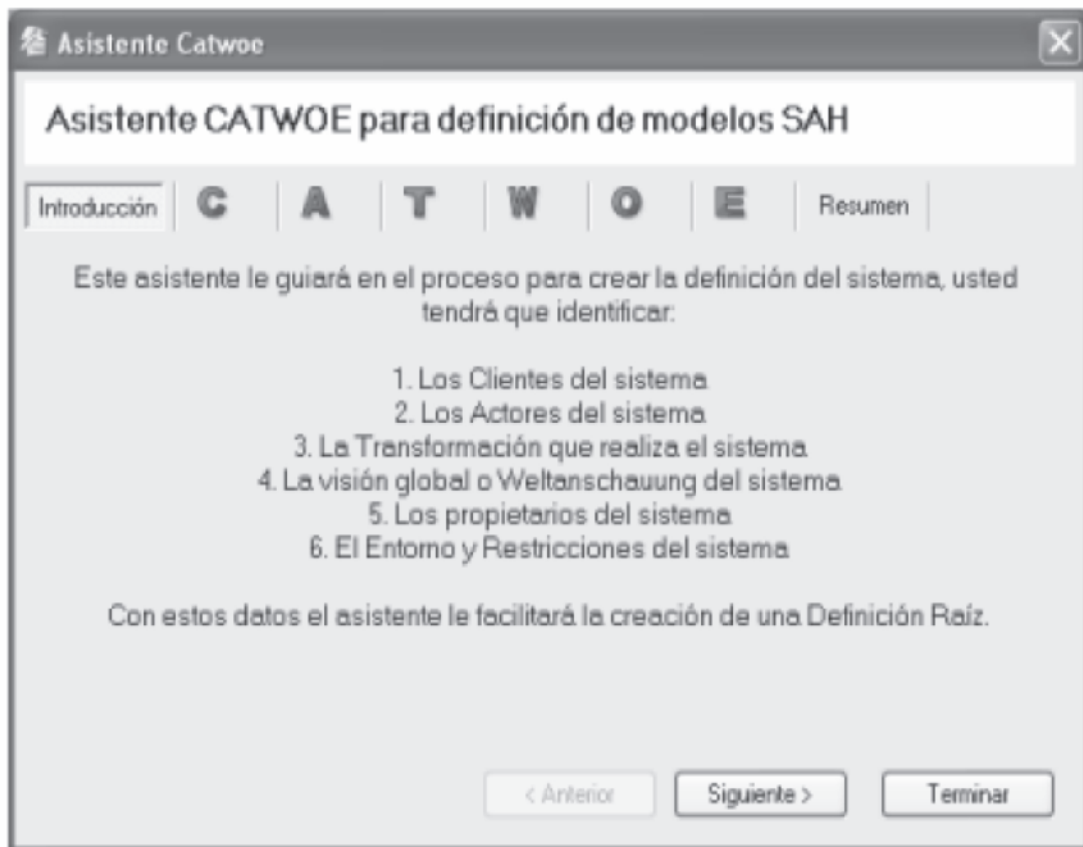 Asistente Catwoe
Asistente CATWOE para definición de modelos SAH
Introducción C A T W O E Resumen
Este asistente le guiará en el proceso para crear la definición del sistema, usted
tendrá que identificar:
1. Los Clientes del sistema
2. Los Actores del sistema
3. La Transformación que realiza el sistema
4. La visión global o Weltanschauung del sistema
5. Los propietarios del sistema
6. El Entorno y Restricciones del sistema
Con estos datos el asistente le facilitará la creación de una Definición Raíz.
< Anterior Siguiente > Terminar